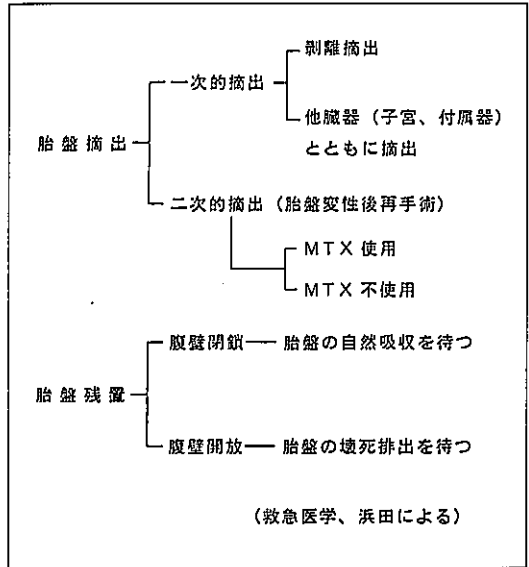 剝離摘出
一次的摘出
他臓器（子宮、付属器）
とともに摘出
胎盤摘出
二次的摘出（胎盤変性後再手術）
MTX 使用
MTX 不使用
腹壁閉鎖
胎盤の自然吸収を待つ
胎盤残置
腹壁開放
胎盤の壊死排出を待つ
（救急医学、浜田による）